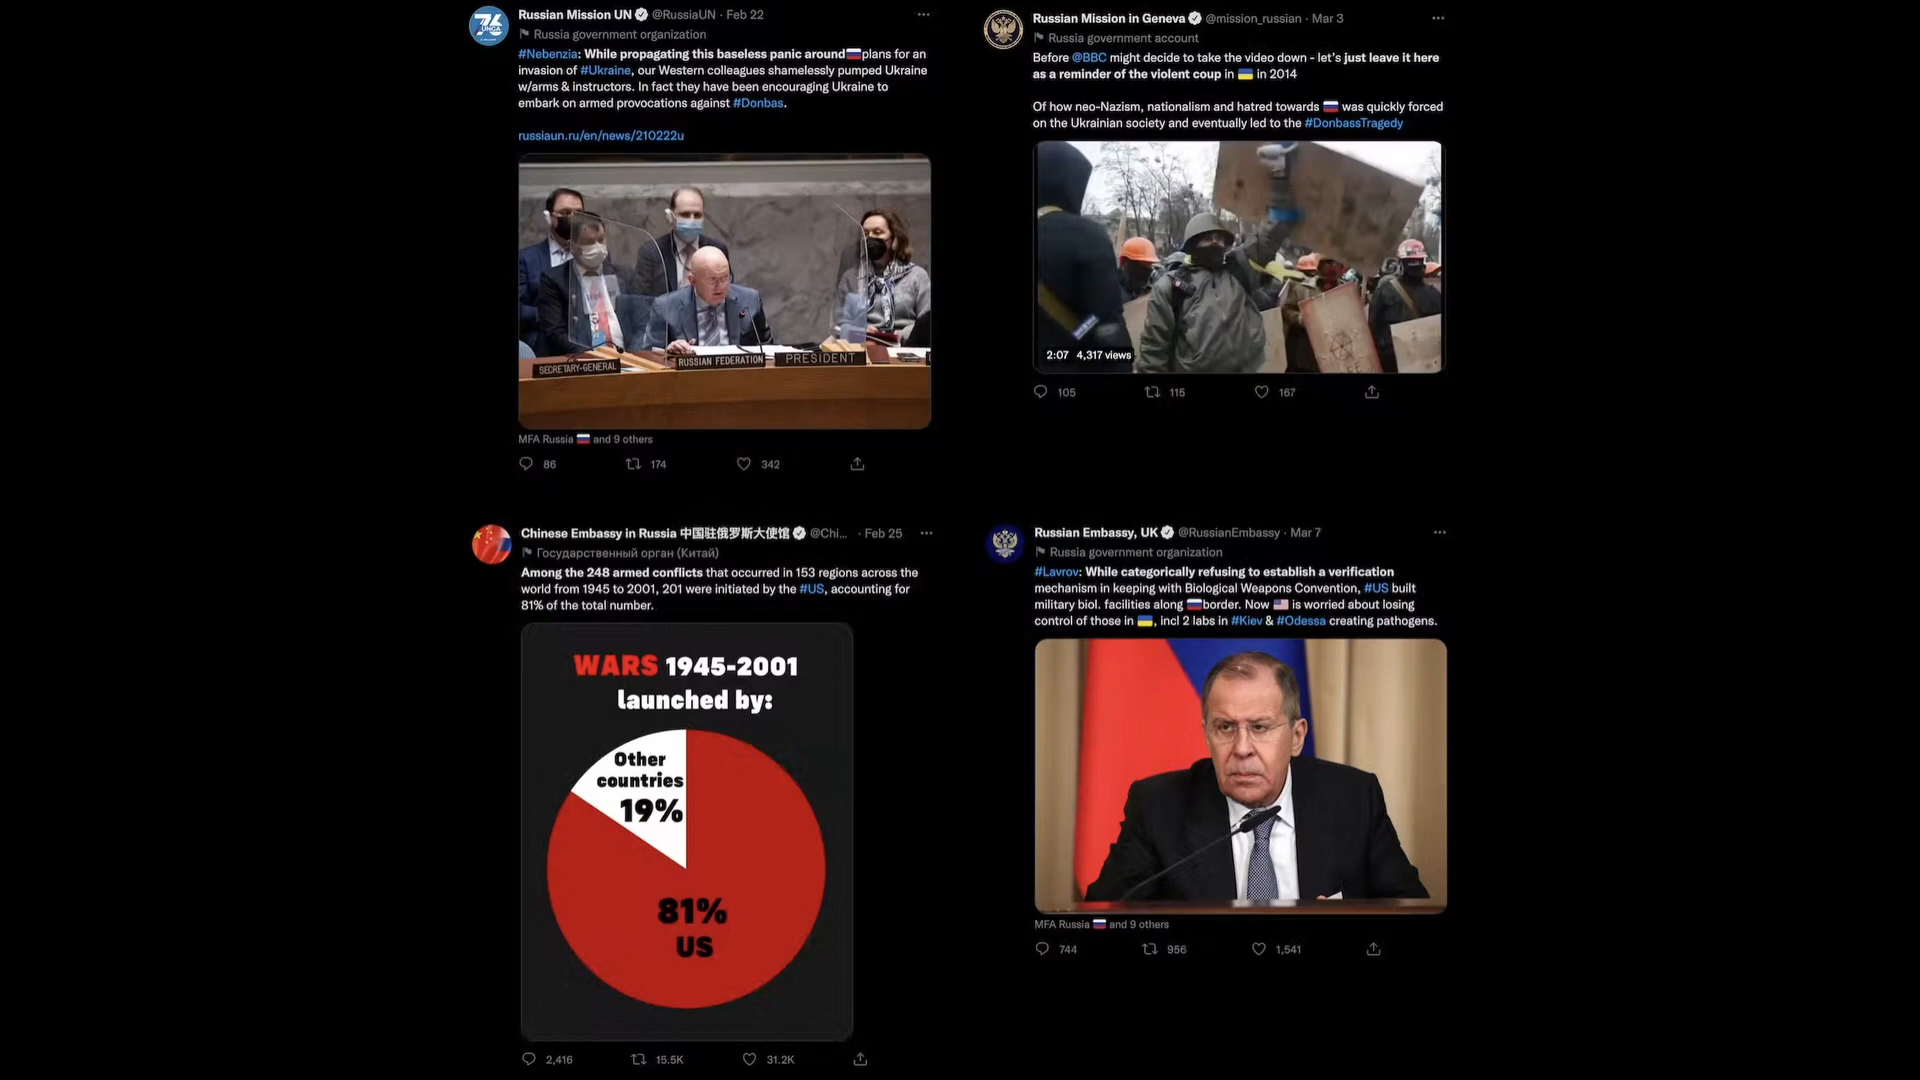 Russian Mission UN @RussiaUN · Feb 22
Russia government organization
#Nebenzia: While propagating this baseless panic around plans for an
invasion of #Ukraine, our Western colleagues shamelessly pumped Ukraine
w/arms & instructors. In fact they have been encouraging Ukraine to
embark on armed provocations against #Donbas.
russiaun.ru/en/news/210222u
SECRETARY-GENERAL
RUSSIAN FEDERATION
PRESIDENT
MFA Russia and 9 others
86 174 342
Russian Mission in Geneva @mission_russian · Mar 3
Russia government account
Before @BBC might decide to take the video down - let's just leave it here
as a reminder of the violent coup in in 2014
Of how neo-Nazism, nationalism and hatred towards was quickly forced
on the Ukrainian society and eventually led to the #DonbassTragedy
2:07 4,317 views
105 115 167
Chinese Embassy in Russia 中国驻俄罗斯大使馆 @Chi... · Feb 25
Государственный орган (Китай)
Among the 248 armed conflicts that occurred in 153 regions across the
world from 1945 to 2001, 201 were initiated by the #US, accounting for
81% of the total number.
WARS 1945-2001
launched by:
Other
countries
19%
81%
US
2,416 15.5K 31.2K
Russian Embassy, UK @RussianEmbassy · Mar 7
Russia government organization
#Lavrov: While categorically refusing to establish a verification
mechanism in keeping with Biological Weapons Convention, #US built
military biol. facilities along border. Now is worried about losing
control of those in , incl 2 labs in #Kiev & #Odessa creating pathogens.
MFA Russia and 9 others
744 956 1,541